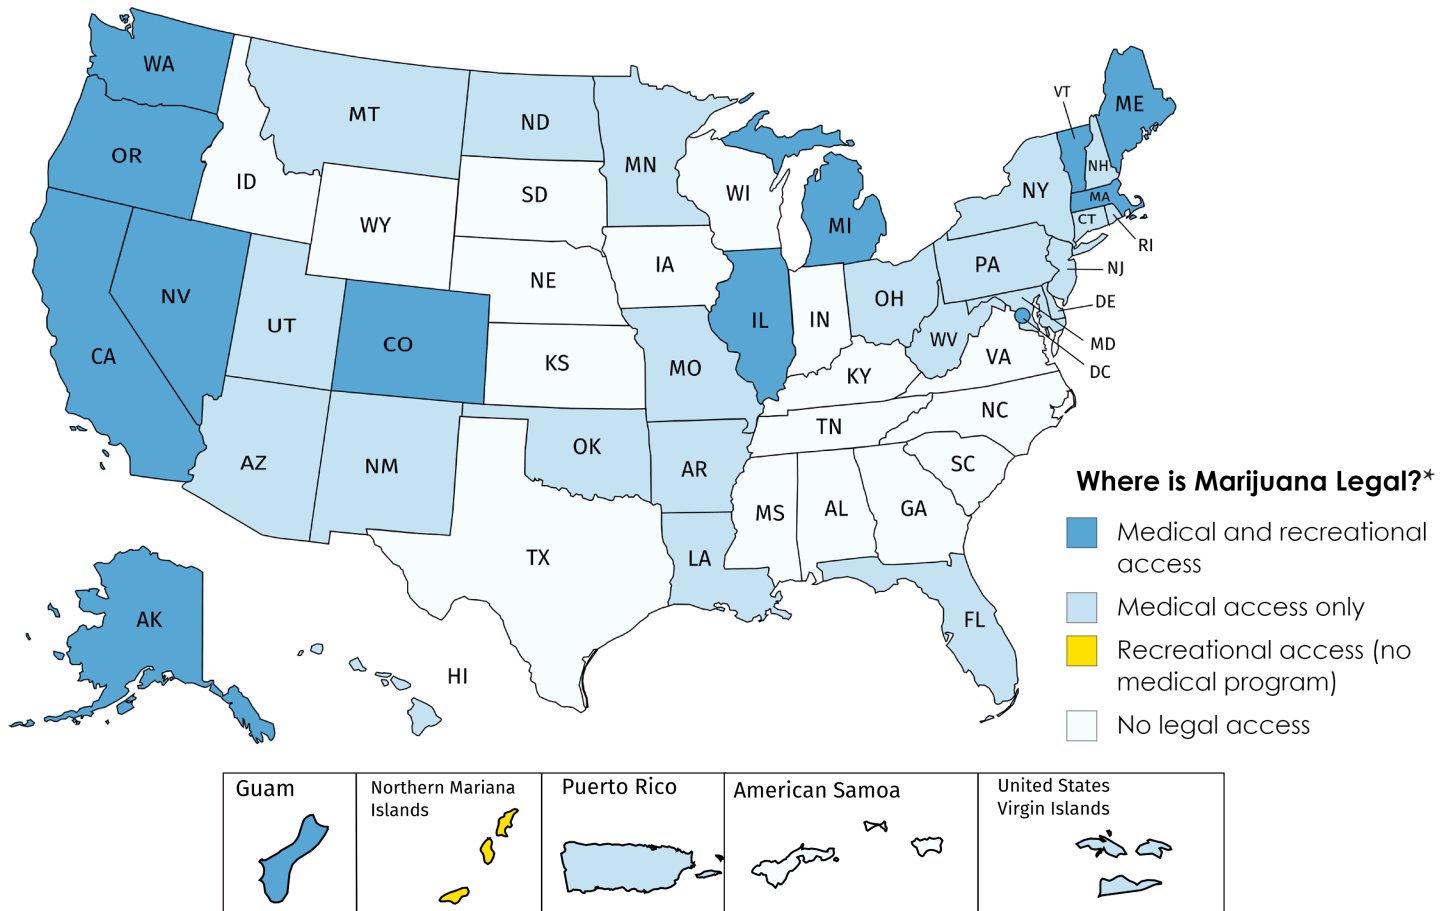 WA
VT
ME
MT
ND
OR
MN
NH
ID
SD
WI
NY
MA
WY
MI
CT
RI
IA
PA
NJ
NE
NV
OH
DE
UT
IL
IN
CO
WV
MD
CA
VA
KS
MO
DC
KY
NC
TN
OK
AZ
NM
AR
SC
MS
AL
GA
TX
LA
AK
FL
HI
Where is Marijuana Legal?*
Medical and recreational
access
Medical access only
Recreational access (no
medical program)
No legal access
Guam
Northern Mariana
Islands
Puerto Rico
American Samoa
United States
Virgin Islands